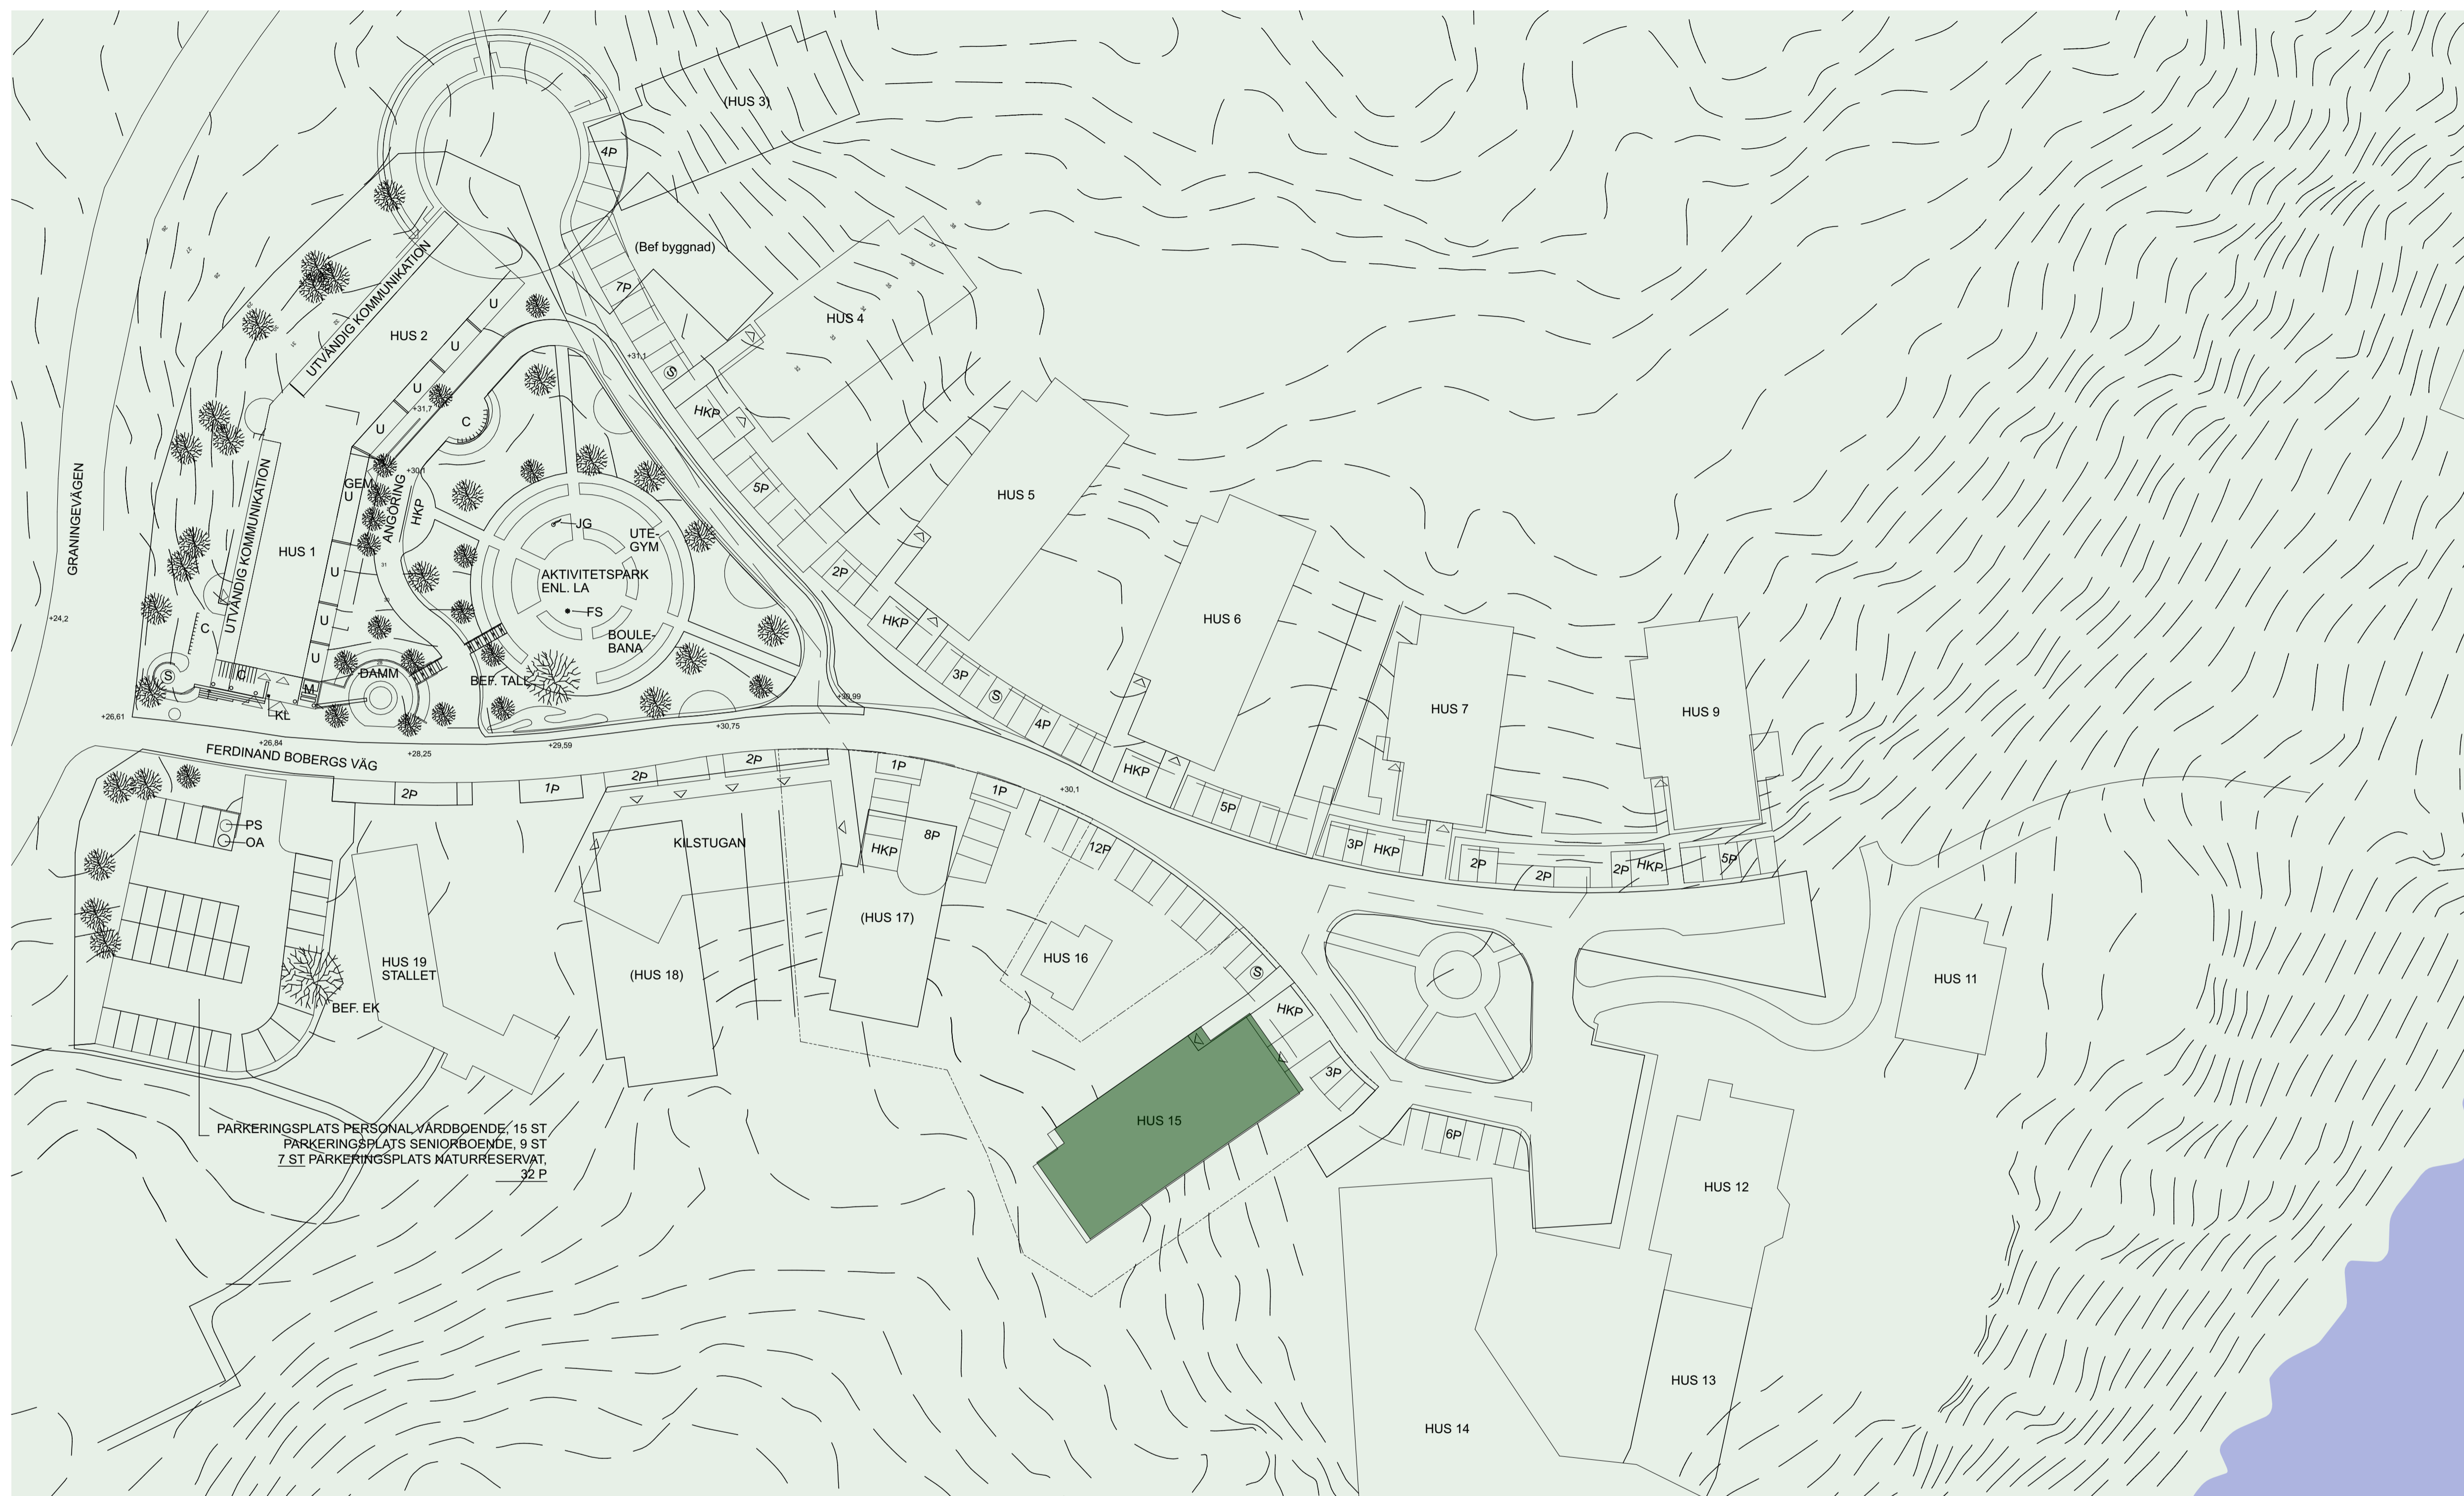 (HUS 3)
4P
(Bef byggnad)
7P
HUS 4
UTVÄNDIG KOMMUNIKATION
HUS 2
U
U
U
U
+31,7
+31,1
S
HKP
C
5P
GRANINGEVÄGEN
UTVÄNDIG KOMMUNIKATION
GEM
U
ANGÖRING
+30,1
HKP
HUS 5
JG
UTE-
GYM
HUS 1
U
31
30
AKTIVITETSPARK
ENL. LA
FS
BOULE-
BANA
2P
HKP
+24,2
C
U
U
HUS 6
S
C
M
DAMM
BEF. TALL
3P
S
4P
+30,99
+26,61
KL
+30,75
HUS 7
HUS 9
FERDINAND BOBERGS VÄG
+26,84
+28,25
+29,59
2P
1P
2P
2P
1P
1P
+30,1
HKP
5P
PS
OA
KILSTUGAN
HKP
8P
12P
3P
HKP
2P
2P
2P
HKP
5P
(HUS 17)
HUS 19
STALLET
(HUS 18)
HUS 16
S
HUS 11
BEF. EK
HKP
3P
HUS 15
6P
PARKERINGSPLATS PERSONAL VÅRDBOENDE, 15 ST
PARKERINGSPLATS SENIORBOENDE, 9 ST
7 ST PARKERINGSPLATS NATURRESERVAT,
32 P
HUS 12
HUS 13
HUS 14